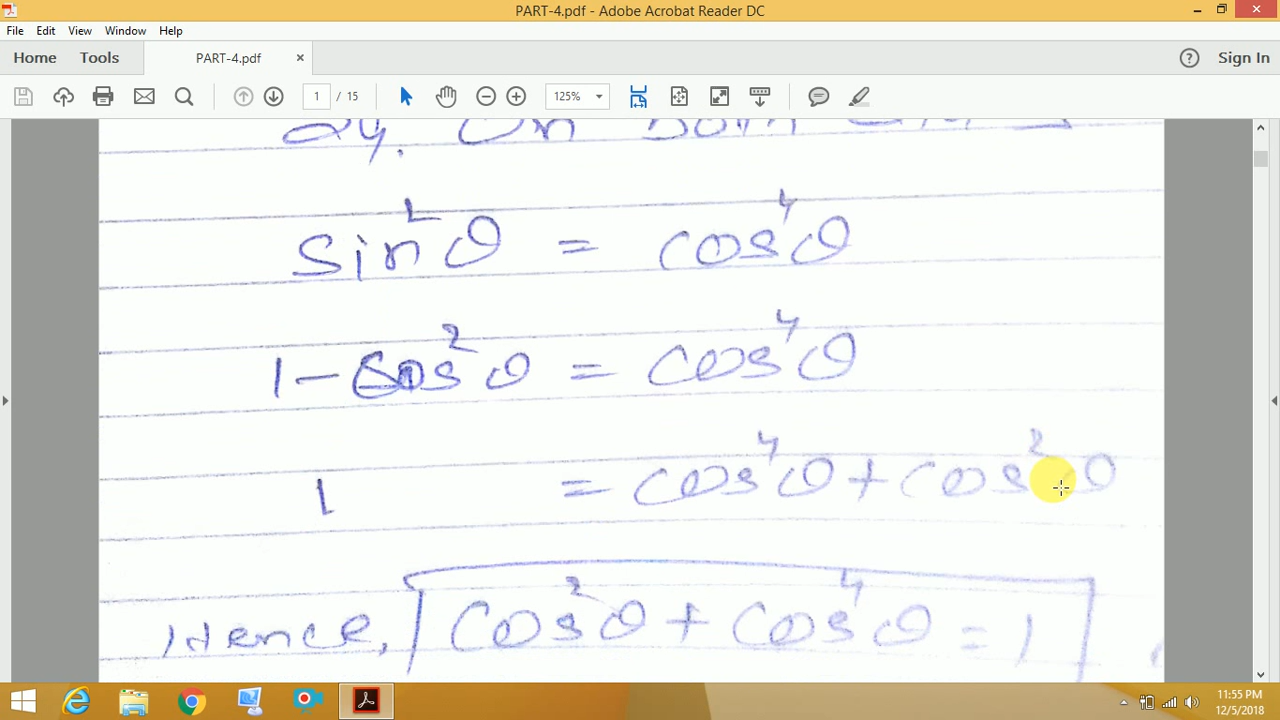 PART-4.pdf - Adobe Acrobat Reader DC
File Edit View Window Help
Home Tools PART-4.pdf × Sign In
1 / 15 125%
sin²θ = cos⁴θ
1 - cos²θ = cos⁴θ
1 = cos⁴θ + cos²θ
Hence, cos²θ + cos⁴θ = 1
11:55 PM
12/5/2018